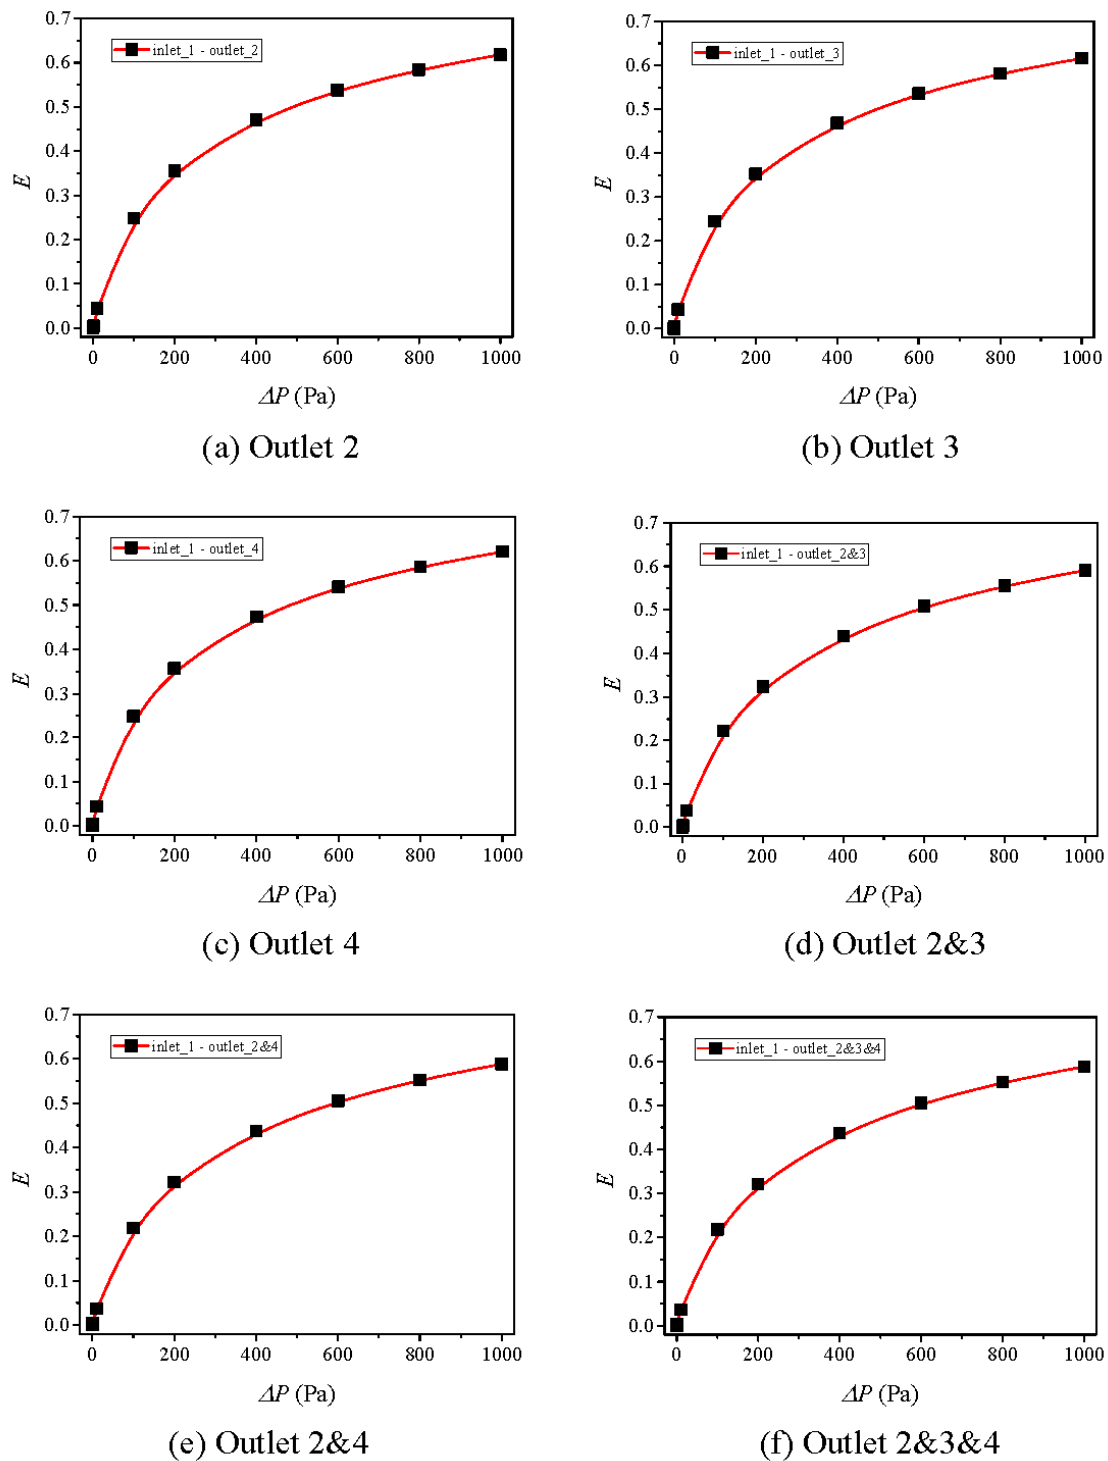 0.7
0.6
0.5
0.4
0.3
0.2
0.1
0.0
E
inlet_1 - outlet_2
0 200 400 600 800 1000
ΔP (Pa)
(a) Outlet 2
0.7
0.6
0.5
0.4
0.3
0.2
0.1
0.0
E
inlet_1 - outlet_3
0 200 400 600 800 1000
ΔP (Pa)
(b) Outlet 3
0.7
0.6
0.5
0.4
0.3
0.2
0.1
0.0
E
inlet_1 - outlet_4
0 200 400 600 800 1000
ΔP (Pa)
(c) Outlet 4
0.7
0.6
0.5
0.4
0.3
0.2
0.1
0.0
E
inlet_1 - outlet_2&3
0 200 400 600 800 1000
ΔP (Pa)
(d) Outlet 2&3
0.7
0.6
0.5
0.4
0.3
0.2
0.1
0.0
E
inlet_1 - outlet_2&4
0 200 400 600 800 1000
ΔP (Pa)
(e) Outlet 2&4
0.7
0.6
0.5
0.4
0.3
0.2
0.1
0.0
E
inlet_1 - outlet_2&3&4
0 200 400 600 800 1000
ΔP (Pa)
(f) Outlet 2&3&4